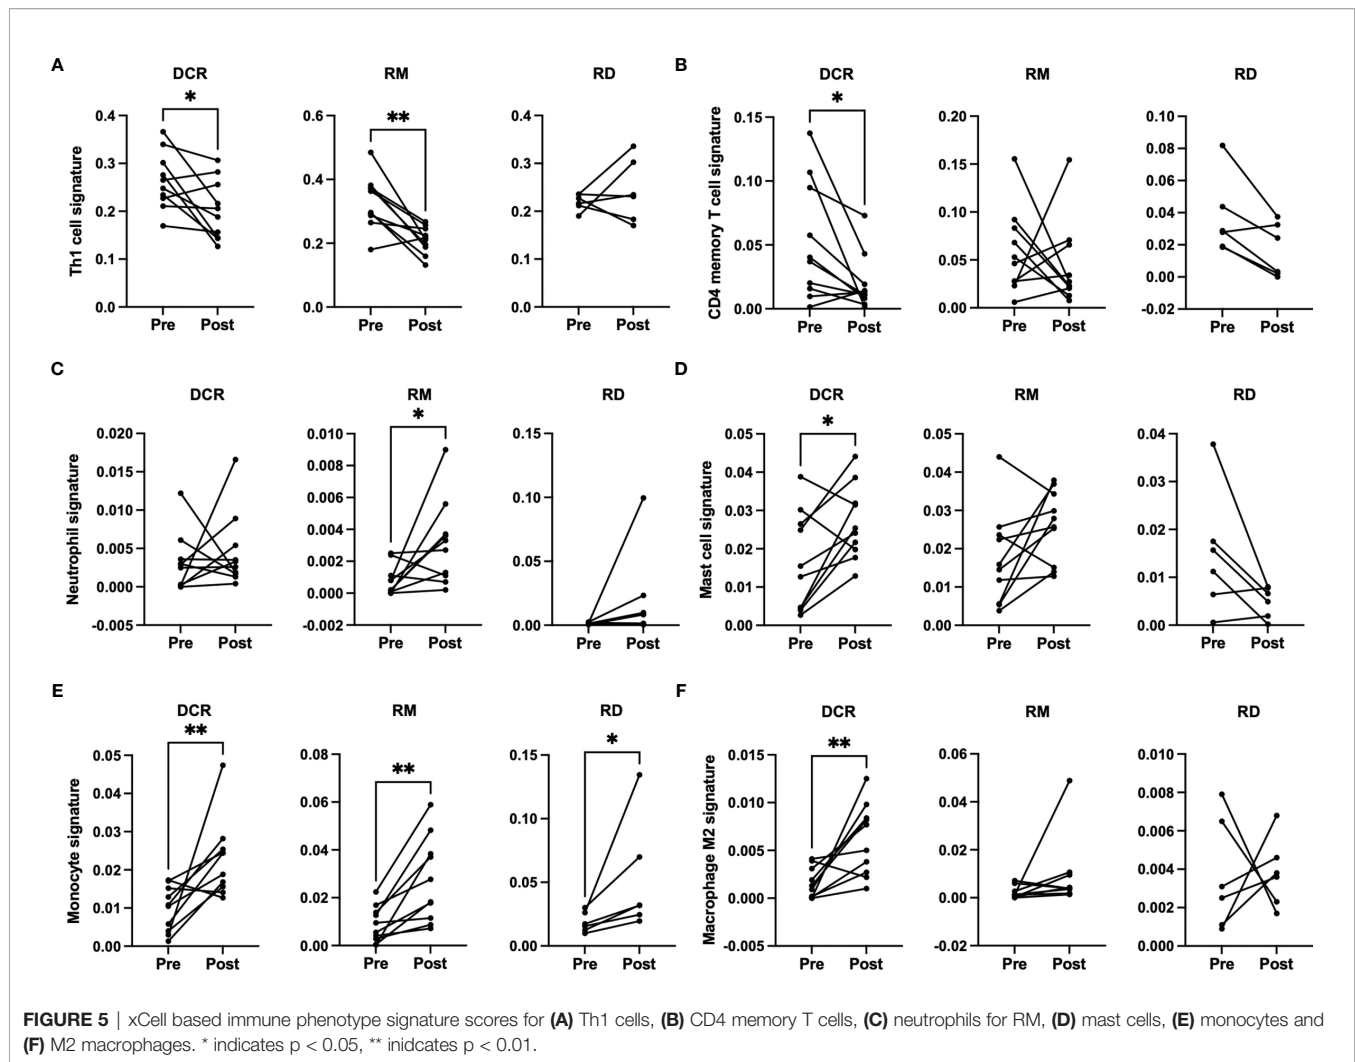 A
DCR
RM
RD
*
**
Th1 cell signature
0.4
0.3
0.2
0.1
0.0
Pre Post
0.6
0.4
0.2
0.0
Pre Post
0.4
0.3
0.2
0.1
0.0
Pre Post
B
DCR
RM
RD
*
CD4 memory T cell signature
0.15
0.10
0.05
0.00
Pre Post
0.20
0.15
0.10
0.05
0.00
Pre Post
0.10
0.08
0.06
0.04
0.02
0.00
-0.02
Pre Post
C
DCR
RM
RD
*
Neutrophil signature
0.020
0.015
0.010
0.005
0.000
-0.005
Pre Post
0.010
0.008
0.006
0.004
0.002
0.000
-0.002
Pre Post
0.15
0.10
0.05
0.00
Pre Post
D
DCR
RM
RD
*
Mast cell signature
0.05
0.04
0.03
0.02
0.01
0.00
Pre Post
0.05
0.04
0.03
0.02
0.01
0.00
Pre Post
0.04
0.03
0.02
0.01
0.00
Pre Post
E
DCR
RM
RD
**
**
*
Monocyte signature
0.05
0.04
0.03
0.02
0.01
0.00
Pre Post
0.08
0.06
0.04
0.02
0.00
Pre Post
0.15
0.10
0.05
0.00
Pre Post
F
DCR
RM
RD
**
Macrophage M2 signature
0.015
0.010
0.005
0.000
-0.005
Pre Post
0.06
0.04
0.02
0.00
-0.02
Pre Post
0.010
0.008
0.006
0.004
0.002
0.000
Pre Post
FIGURE 5 | xCell based immune phenotype signature scores for (A) Th1 cells, (B) CD4 memory T cells, (C) neutrophils for RM, (D) mast cells, (E) monocytes and
(F) M2 macrophages. * indicates p < 0.05, ** inidcates p < 0.01.